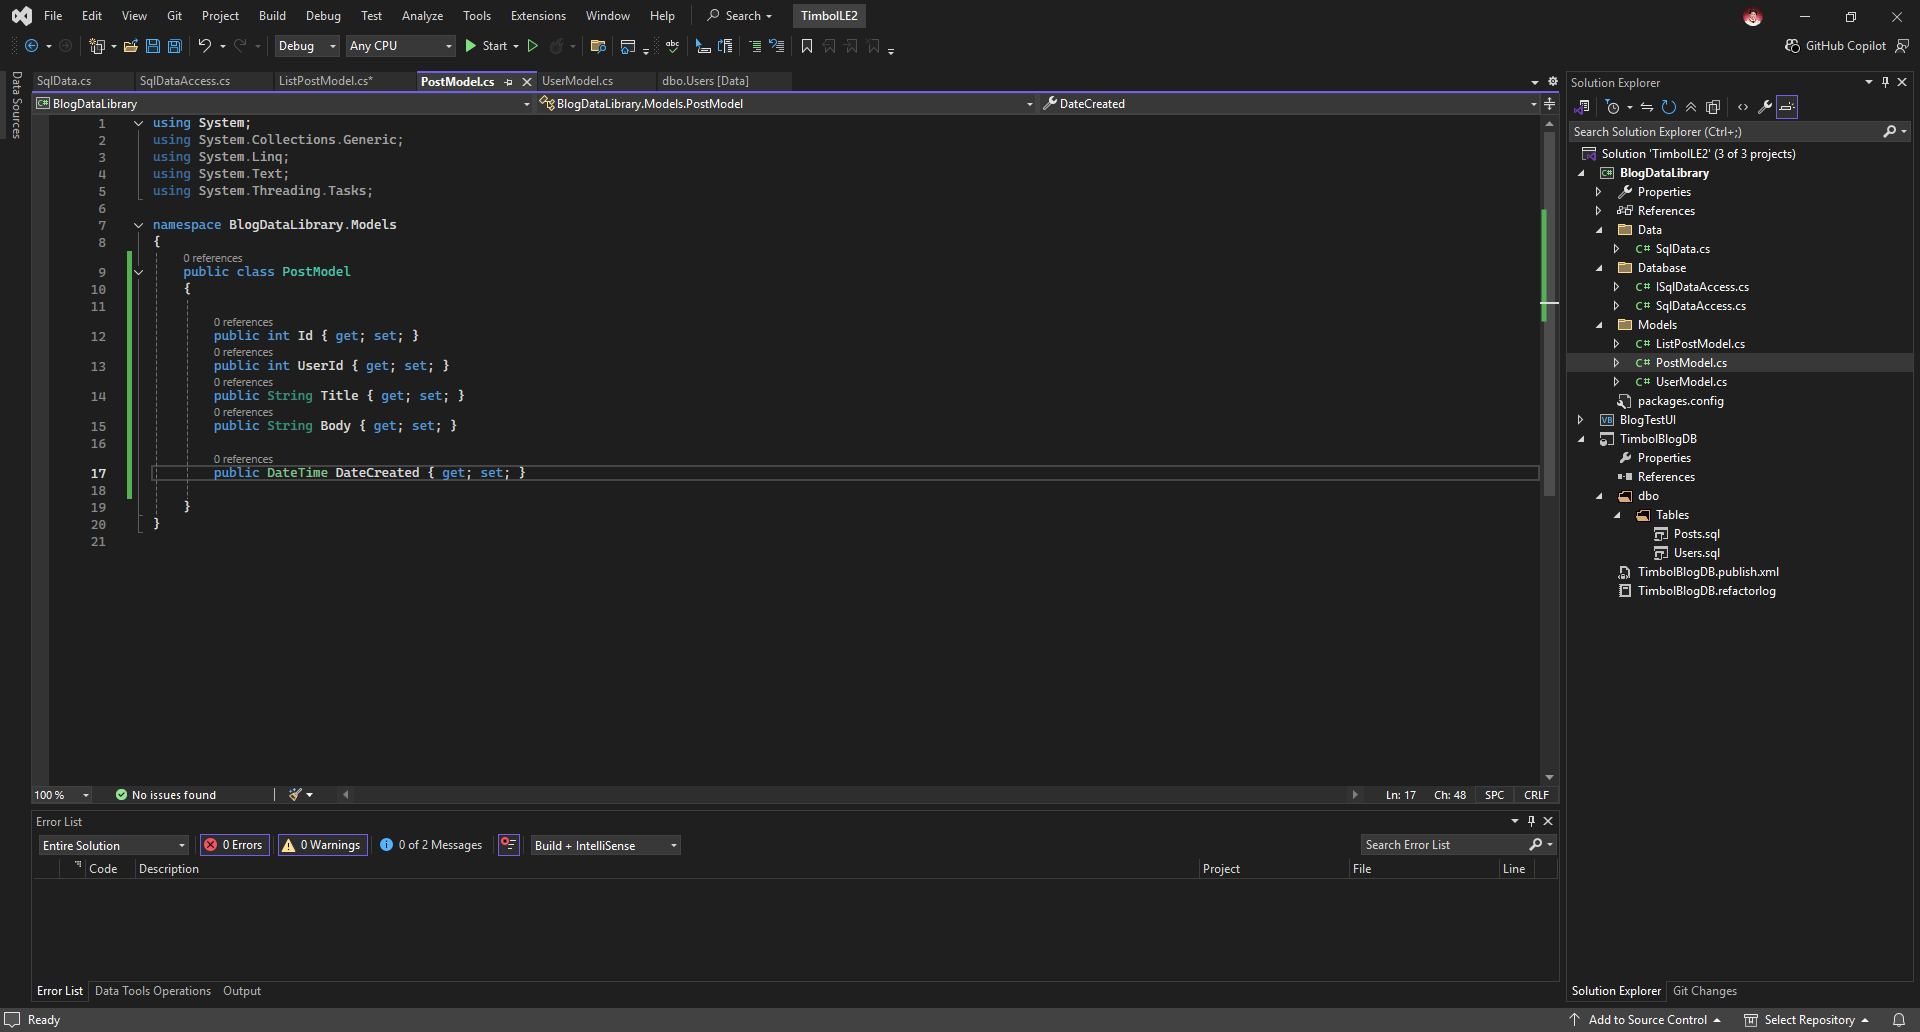 File Edit View Git Project Build Debug Test Analyze Tools Extensions Window Help Search TimbolLE2
Debug Any CPU Start GitHub Copilot
Data Sources
SqlData.cs SqlDataAccess.cs ListPostModel.cs* PostModel.cs UserModel.cs dbo.Users [Data]
BlogDataLibrary BlogDataLibrary.Models.PostModel DateCreated
1 using System;
2 using System.Collections.Generic;
3 using System.Linq;
4 using System.Text;
5 using System.Threading.Tasks;
6
7 namespace BlogDataLibrary.Models
8 {
0 references
9 public class PostModel
10 {
11
0 references
12 public int Id { get; set; }
0 references
13 public int UserId { get; set; }
0 references
14 public String Title { get; set; }
0 references
15 public String Body { get; set; }
16
0 references
17 public DateTime DateCreated { get; set; }
18
19 }
20 }
21
100 % No issues found Ln: 17 Ch: 48 SPC CRLF
Error List
Entire Solution 0 Errors 0 Warnings 0 of 2 Messages Build + IntelliSense Search Error List
Code Description Project File Line
Error List Data Tools Operations Output
Solution Explorer
Search Solution Explorer (Ctrl+;)
Solution 'TimbolLE2' (3 of 3 projects)
C# BlogDataLibrary
Properties
References
Data
C# SqlData.cs
Database
C# ISqlDataAccess.cs
C# SqlDataAccess.cs
Models
C# ListPostModel.cs
C# PostModel.cs
C# UserModel.cs
packages.config
VB BlogTestUI
TimbolBlogDB
Properties
References
dbo
Tables
Posts.sql
Users.sql
TimbolBlogDB.publish.xml
TimbolBlogDB.refactorlog
Solution Explorer Git Changes
Ready Add to Source Control Select Repository